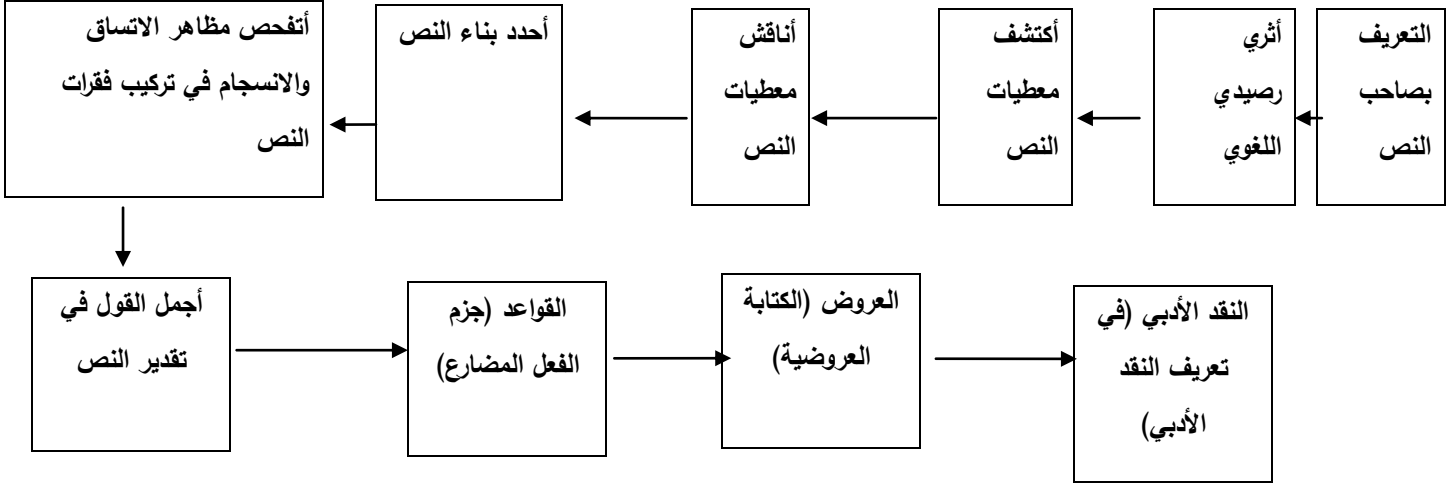 التعريف
بصاحب
النص
أثري
رصيدي
اللغوي
أكتشف
معطيات
النص
أناقش
معطيات
النص
أحدد بناء النص
أتفحص مظاهر الاتساق
والانسجام في تركيب فقرات
النص
أجمل القول في
تقدير النص
القواعد (جزم
الفعل المضارع)
العروض (الكتابة
العروضية)
النقد الأدبي (في
تعريف النقد
الأدبي)